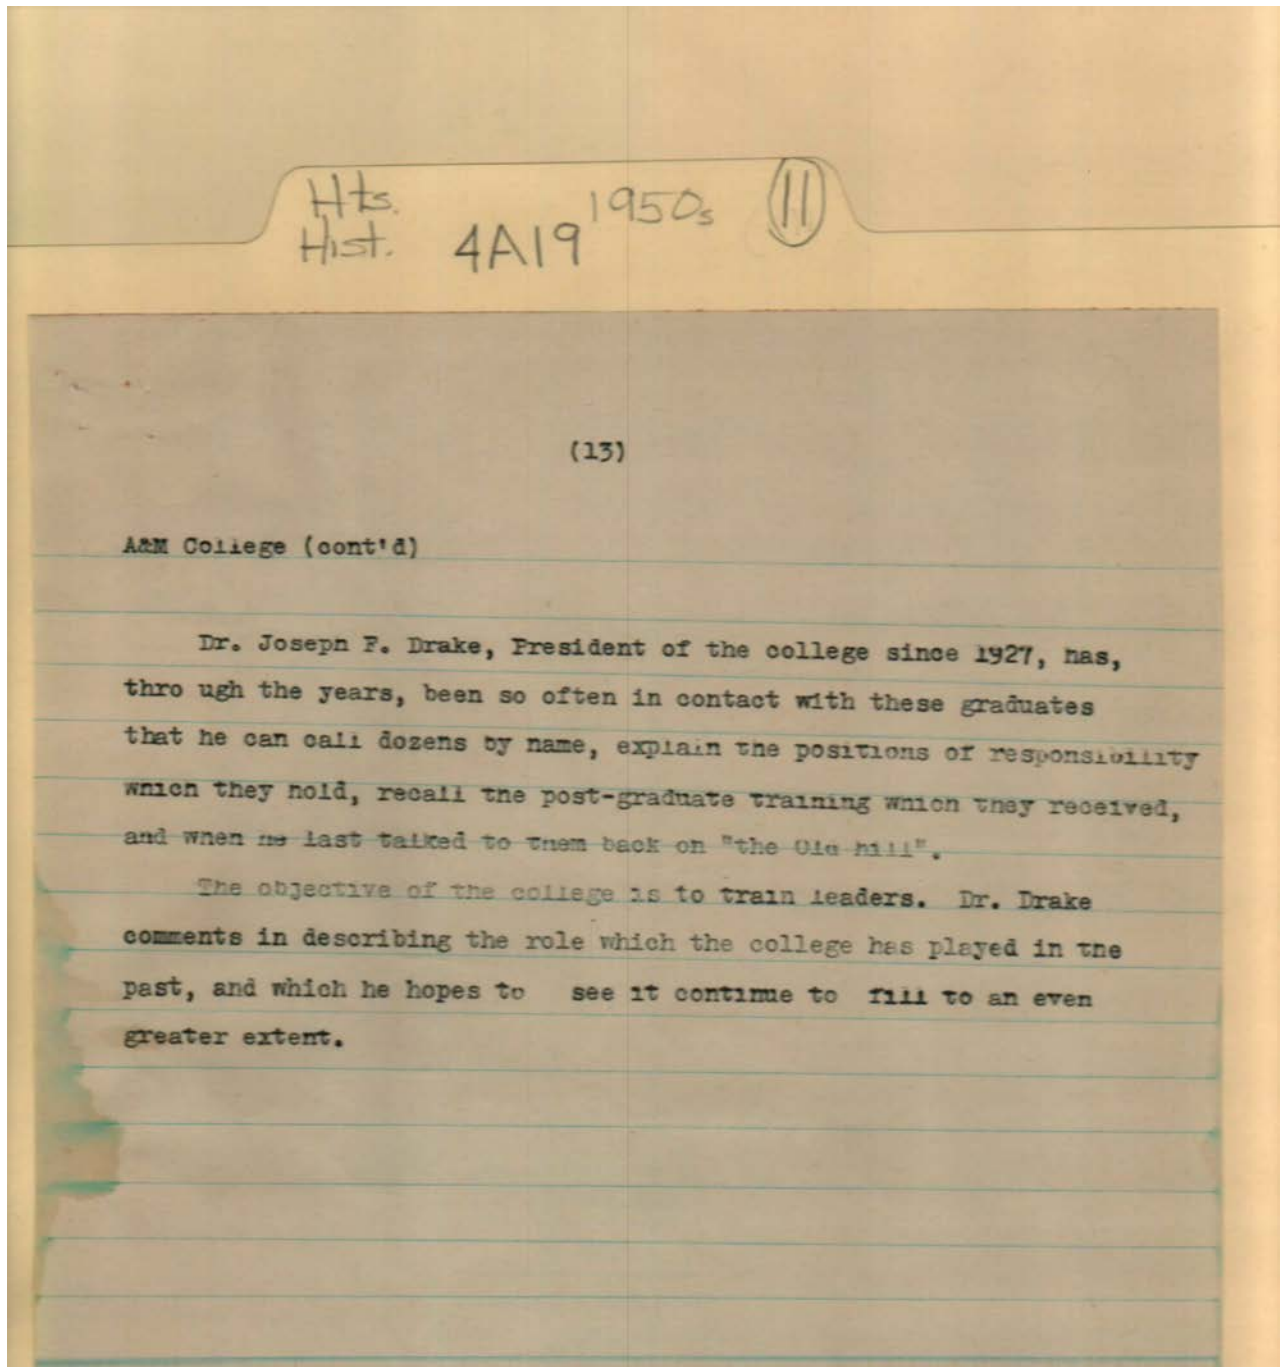 Hts. 1950s 11
Hist. 4A19
(13)
A&M College (cont'd)
Dr. Joseph F. Drake, President of the college since 1927, has,
thro ugh the years, been so often in contact with these graduates
that he can call dozens by name, explain the positions of responsibility
which they hold, recall the post-graduate training which they received,
and when he last talked to them back on "the Old hill".
The objective of the college is to train leaders. Dr. Drake
comments in describing the role which the college has played in the
past, and which he hopes to see it continue to fill to an even
greater extent.